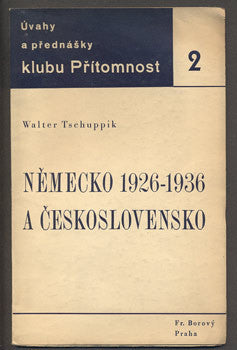 Úvahy
a přednášky
klubu Přítomnost
2
Walter Tschuppik
NĚMECKO 1926-1936
A ČESKOSLOVENSKO
Fr. Borový
Praha